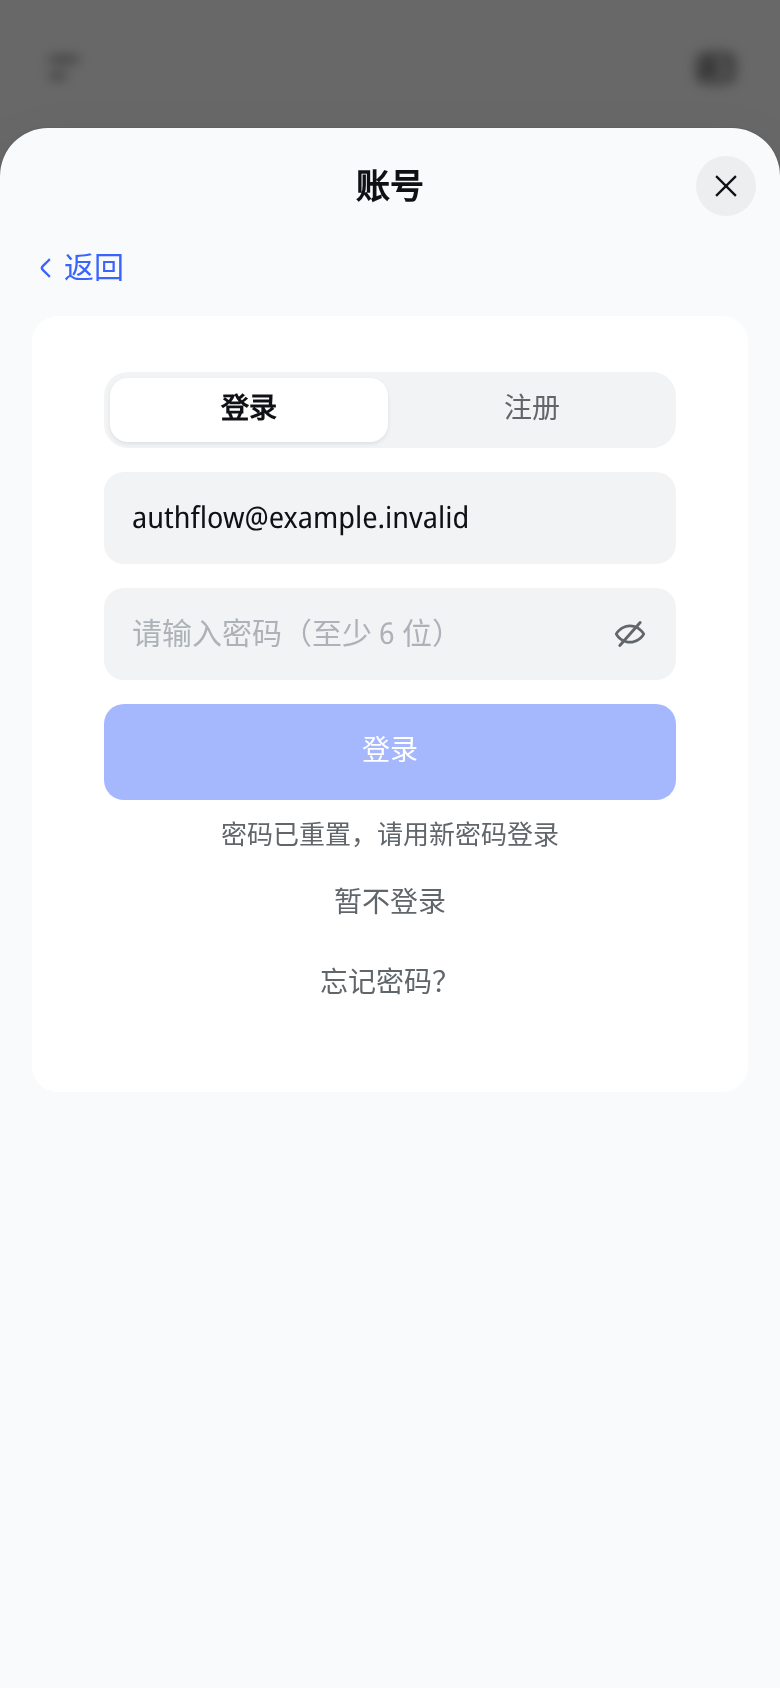 账号
返回
登录
注册
authflow@example.invalid
请输入密码（至少 6 位）
登录
密码已重置，请用新密码登录
暂不登录
忘记密码？